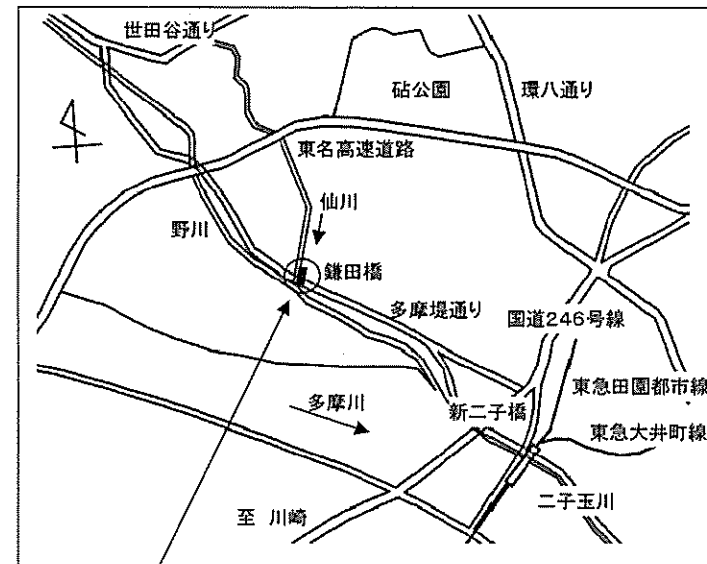 世田谷通り
砧公園
環八通り
東名高速道路
仙川
野川
鎌田橋
多摩堤通り
国道246号線
東急田園都市線
多摩川
新二子橋
東急大井町線
至 川崎
二子玉川